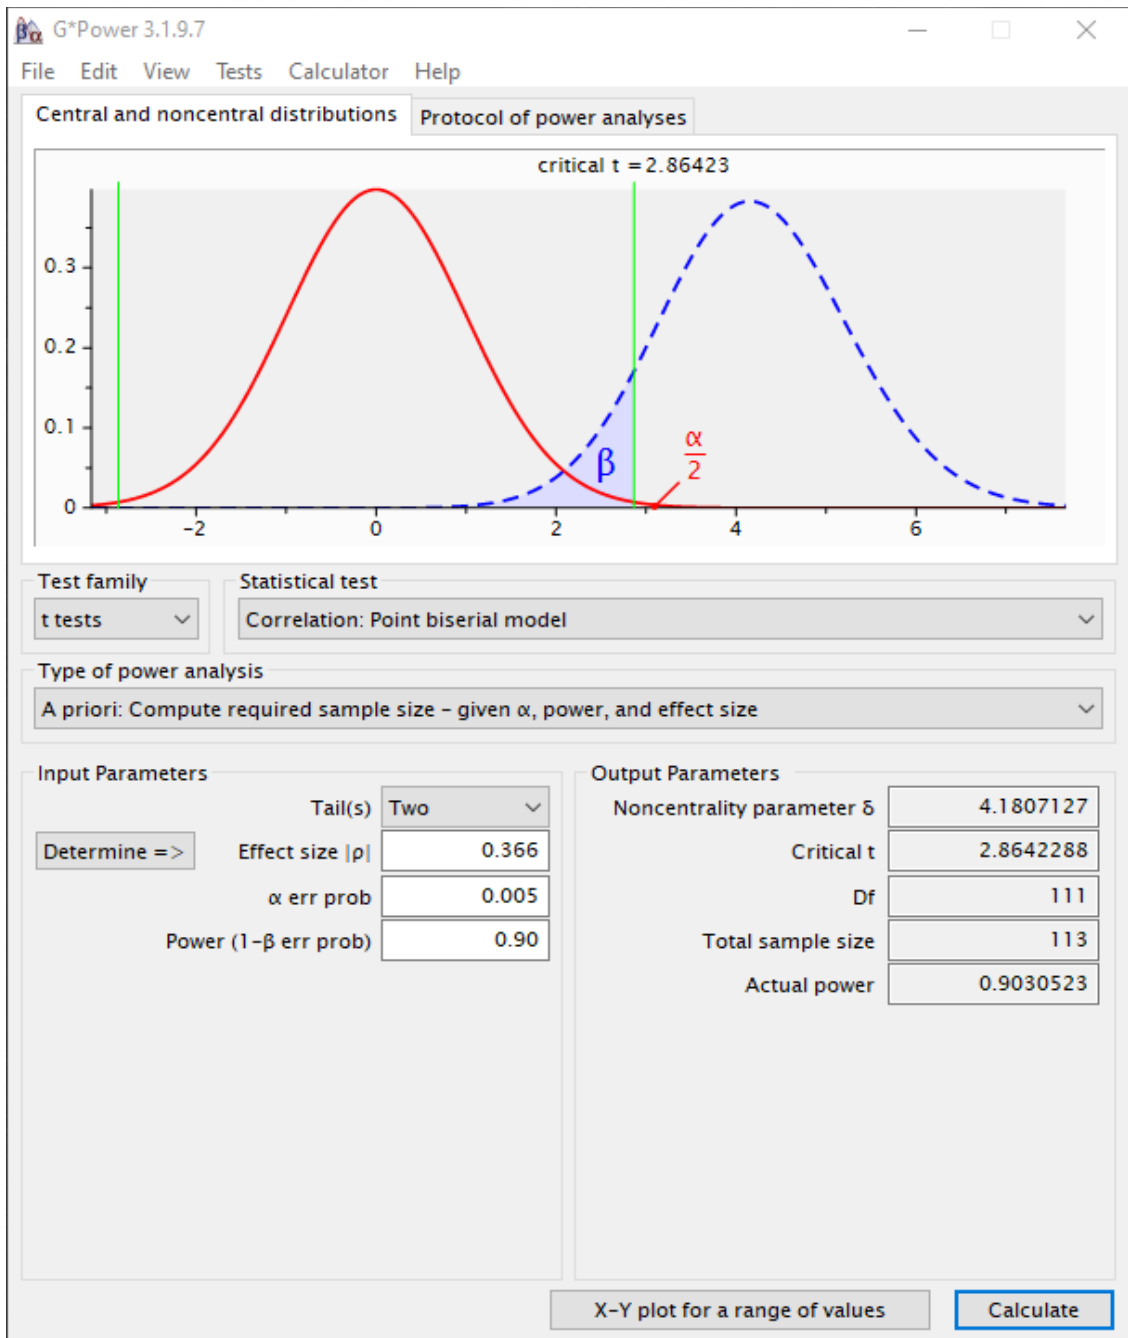 G*Power 3.1.9.7
File Edit View Tests Calculator Help
Central and noncentral distributions Protocol of power analyses
critical t = 2.86423
0.3
0.2
0.1
0
β
α
2
-2 0 2 4 6
Test family Statistical test
t tests Correlation: Point biserial model
Type of power analysis
A priori: Compute required sample size – given α, power, and effect size
Input Parameters Output Parameters
Tail(s) Two Noncentrality parameter δ 4.1807127
Determine => Effect size |ρ| 0.366 Critical t 2.8642288
α err prob 0.005 Df 111
Power (1-β err prob) 0.90 Total sample size 113
Actual power 0.9030523
X-Y plot for a range of values Calculate